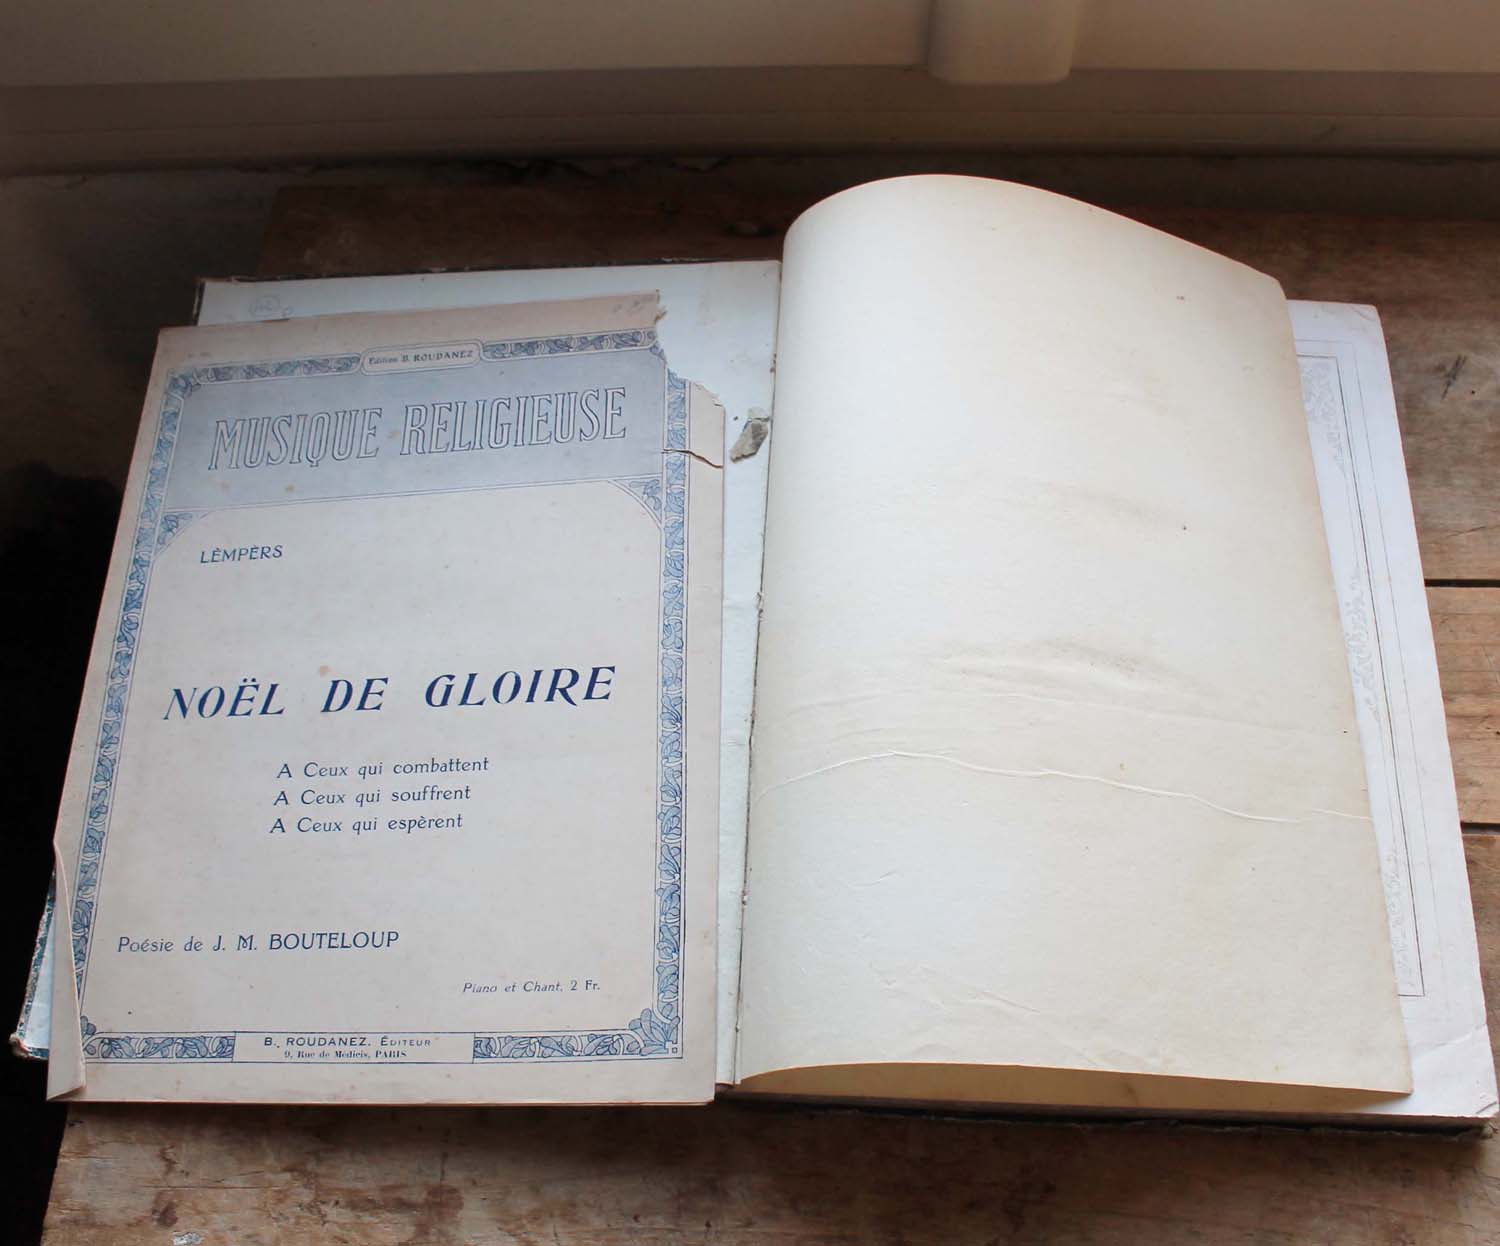 Edition B. ROUDANEZ
MUSIQUE RELIGIEUSE
LÈMPÈRS
NOËL DE GLOIRE
A Ceux qui combattent
A Ceux qui souffrent
A Ceux qui espèrent
Poésie de J. M. BOUTELOUP
Piano et Chant, 2 Fr.
B. ROUDANEZ. ÉDITEUR
9, Rue de Médicis, PARIS